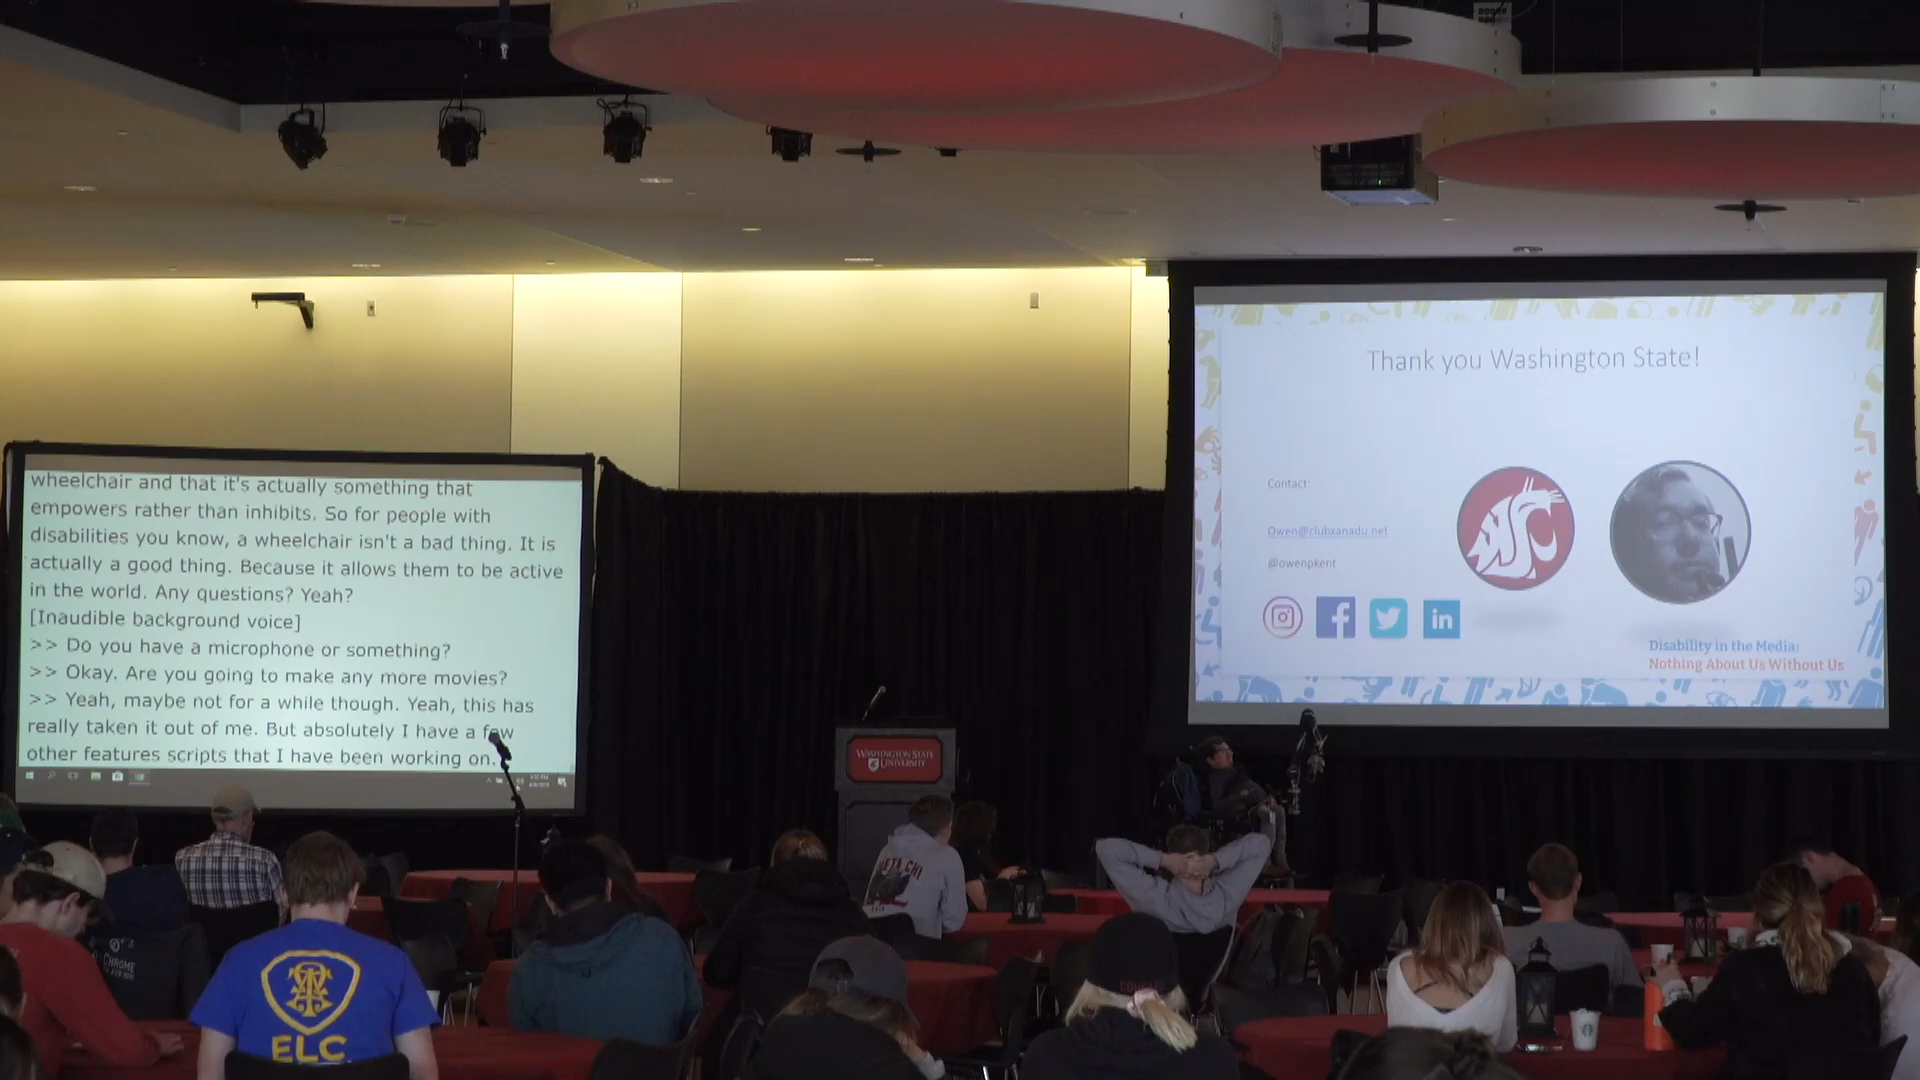 wheelchair and that it's actually something that
empowers rather than inhibits. So for people with
disabilities you know, a wheelchair isn't a bad thing. It is
actually a good thing. Because it allows them to be active
in the world. Any questions? Yeah?
[Inaudible background voice]
>> Do you have a microphone or something?
>> Okay. Are you going to make any more movies?
>> Yeah, maybe not for a while though. Yeah, this has
really taken it out of me. But absolutely I have a few
other features scripts that I have been working on.
Thank you Washington State!
Contact:
Owen@clubxanadu.net
@owenpkent
WSC
in
Disability in the Media:
Nothing About Us Without Us
WASHINGTON STATE
UNIVERSITY
CHROME
ELC